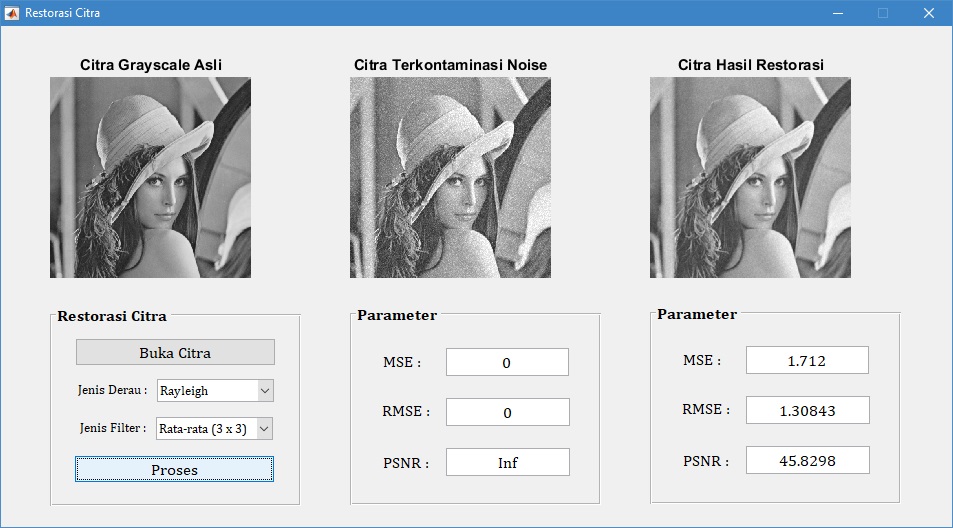 Restorasi Citra
Citra Grayscale Asli
Citra Terkontaminasi Noise
Citra Hasil Restorasi
Restorasi Citra
Buka Citra
Jenis Derau : Rayleigh
Jenis Filter : Rata-rata (3 x 3)
Proses
Parameter
MSE : 0
RMSE : 0
PSNR : Inf
Parameter
MSE : 1.712
RMSE : 1.30843
PSNR : 45.8298